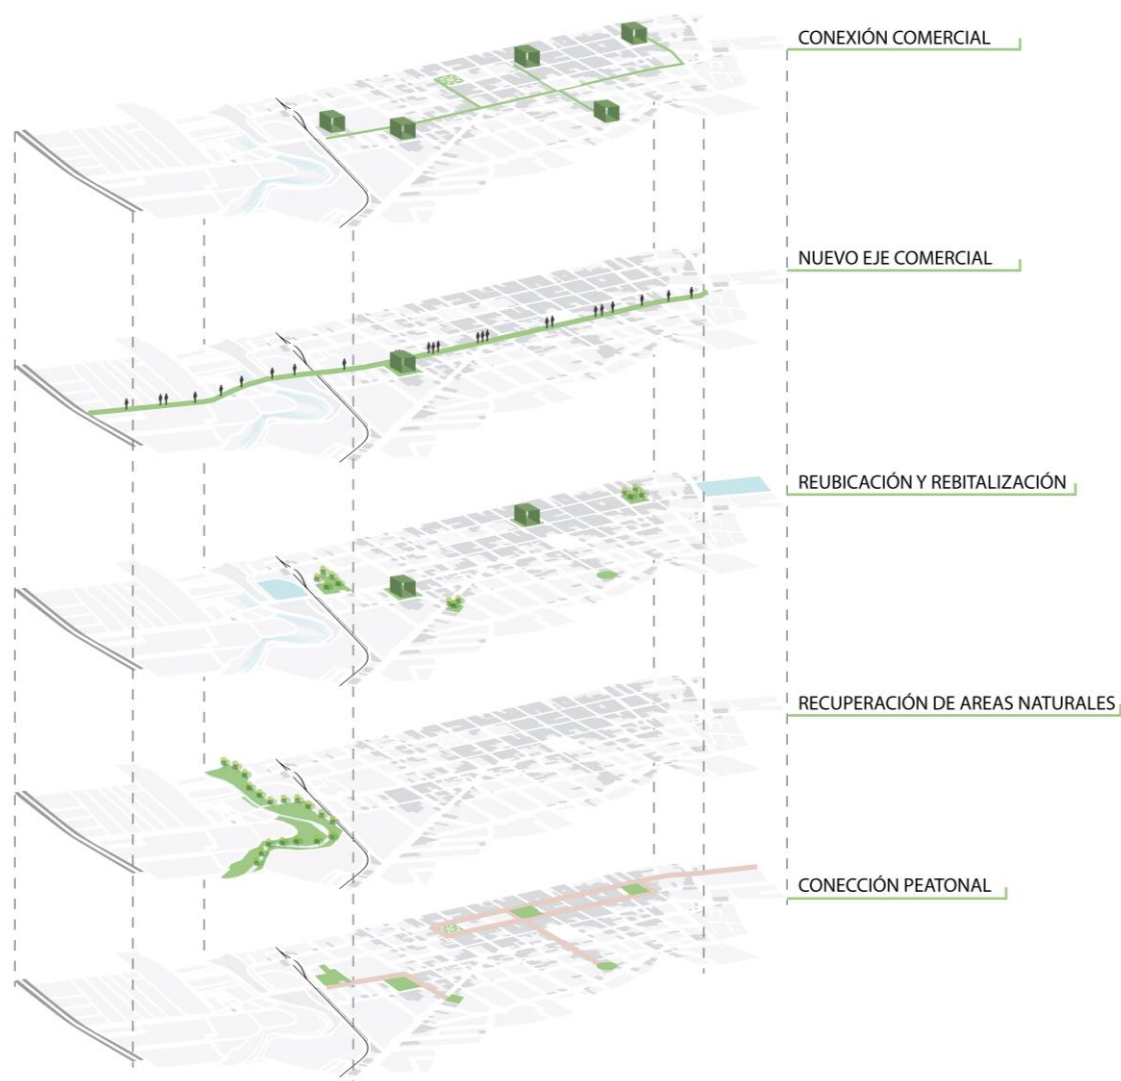 CONEXIÓN COMERCIAL
NUEVO EJE COMERCIAL
REUBICACIÓN Y REBITALIZACIÓN
RECUPERACIÓN DE AREAS NATURALES
CONECCIÓN PEATONAL